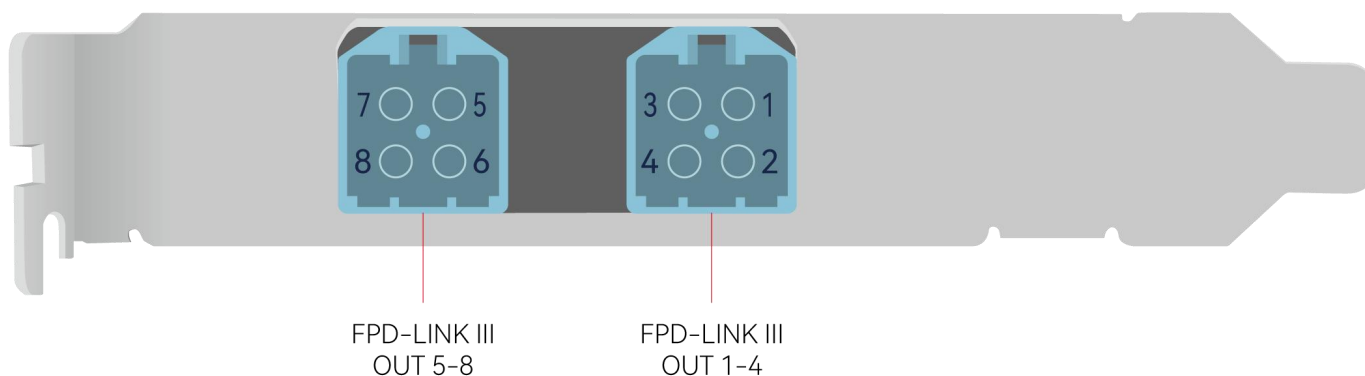 7 5
8 6
3 1
4 2
FPD-LINK III
OUT 5-8
FPD-LINK III
OUT 1-4